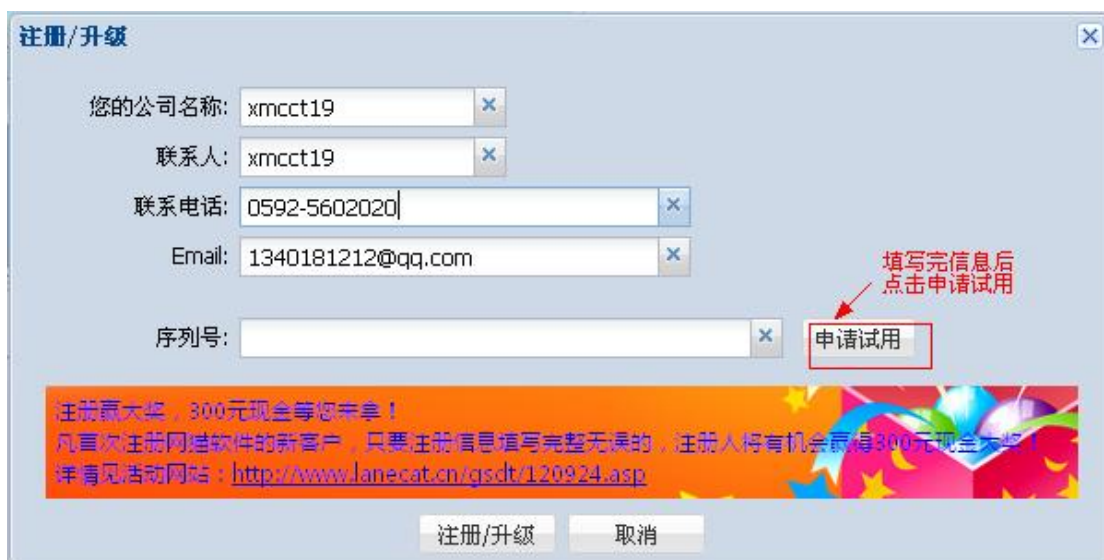 注册/升级
您的公司名称: xmcct19
联系人: xmcct19
联系电话: 0592-5602020
Email: 1340181212@qq.com
填写完信息后
点击申请试用
序列号:
申请试用
注册赢大奖，300元现金等您来拿！
凡首次注册网猫软件的新客户，只要注册信息填写完整无误的，注册人将有机会赢得300元现金大奖！
详情见活动网站：http://www.lanecat.cn/gsdt/120924.asp
注册/升级
取消